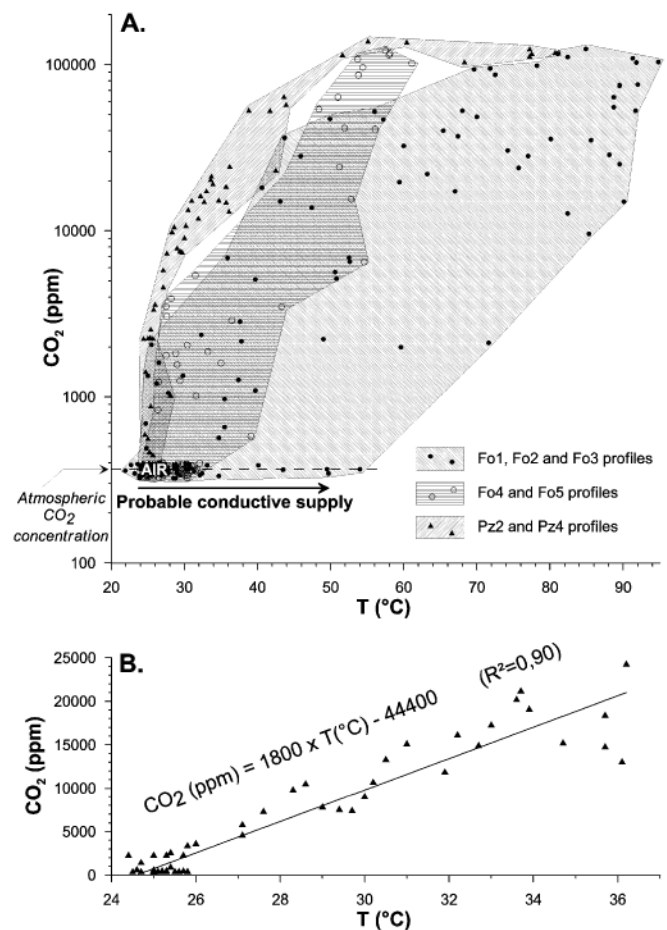 A.
100000
10000
1000
100
CO₂ (ppm)
AIR
Atmospheric
CO₂
concentration
Probable conductive supply
Fo1, Fo2 and Fo3 profiles
Fo4 and Fo5 profiles
Pz2 and Pz4 profiles
20 30 40 50 60 70 80 90
T (°C)
B.
25000
20000
15000
10000
5000
0
CO₂ (ppm)
CO₂ (ppm) = 1800 x T(°C) - 44400
(R²=0,90)
24 26 28 30 32 34 36
T (°C)